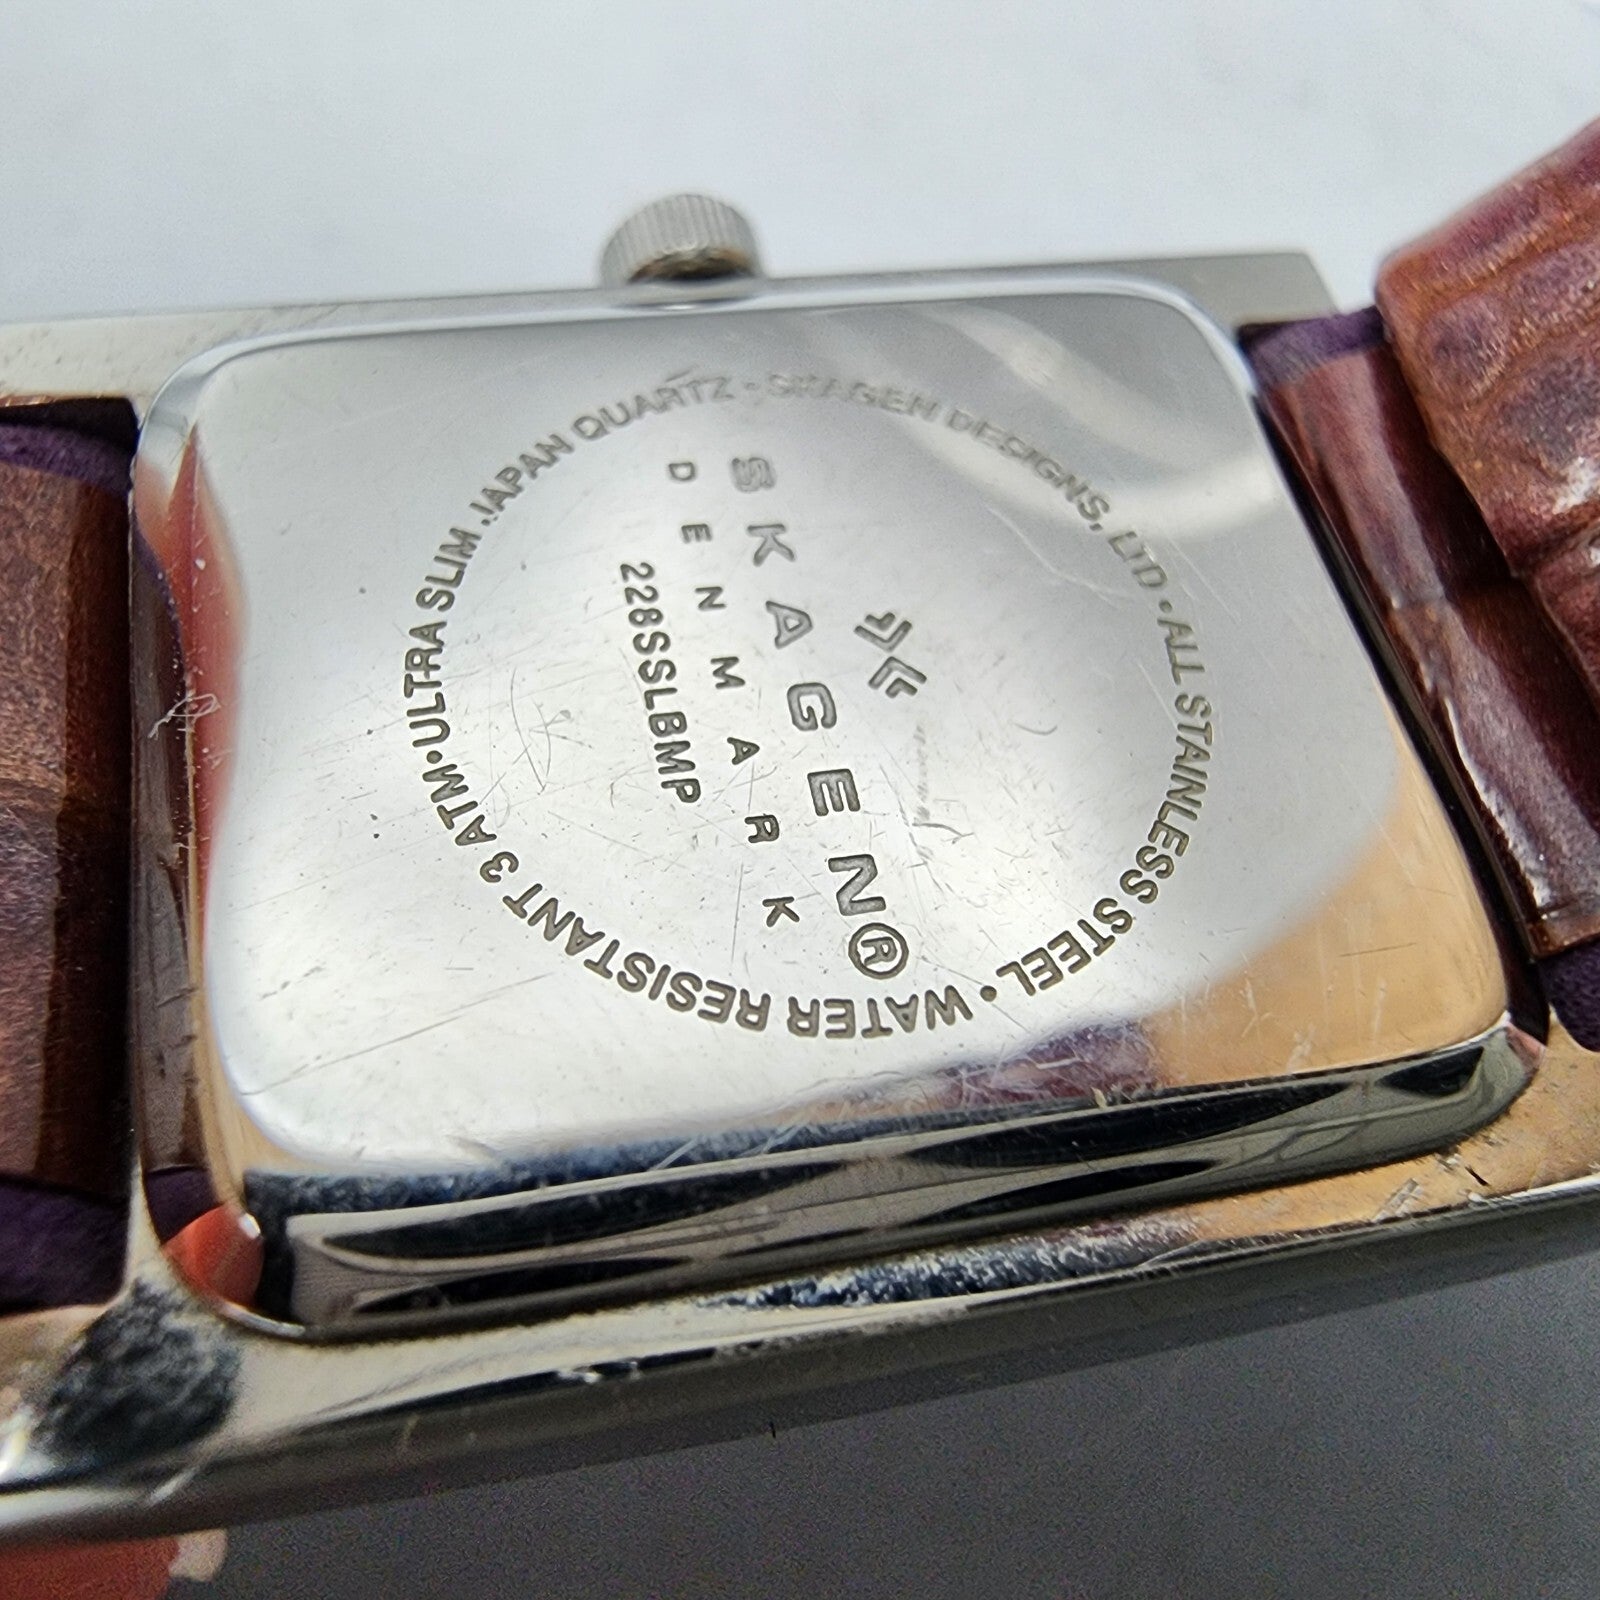 SKAGEN®
DENMARK
228SSLBMP
SKAGEN DESIGNS, LTD • ALL STAINLESS STEEL • WATER RESISTANT 3 ATM • ULTRA SLIM JAPAN QUARTZ •